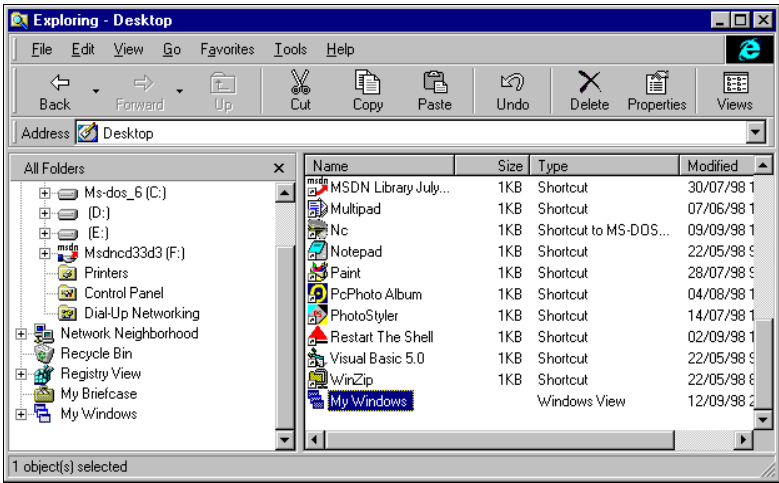 Exploring - Desktop
File Edit View Go Favorites Tools Help
Back Forward Up Cut Copy Paste Undo Delete Properties Views
Address Desktop
All Folders
Ms-dos_6 (C:)
(D:)
(E:)
Msdncd33d3 (F:)
Printers
Control Panel
Dial-Up Networking
Network Neighborhood
Recycle Bin
Registry View
My Briefcase
My Windows
Name Size Type Modified
MSDN Library July... 1KB Shortcut 30/07/98 1
Multipad 1KB Shortcut 07/06/98 1
Nc 1KB Shortcut to MS-DOS... 09/09/98 1
Notepad 1KB Shortcut 22/05/98 9
Paint 1KB Shortcut 28/07/98 9
PcPhoto Album 1KB Shortcut 04/08/98 1
PhotoStyler 1KB Shortcut 14/07/98 1
Restart The Shell 1KB Shortcut 02/09/98 1
Visual Basic 5.0 1KB Shortcut 22/05/98 9
WinZip 1KB Shortcut 22/05/98 8
My Windows Windows View 12/09/98 2
1 object(s) selected